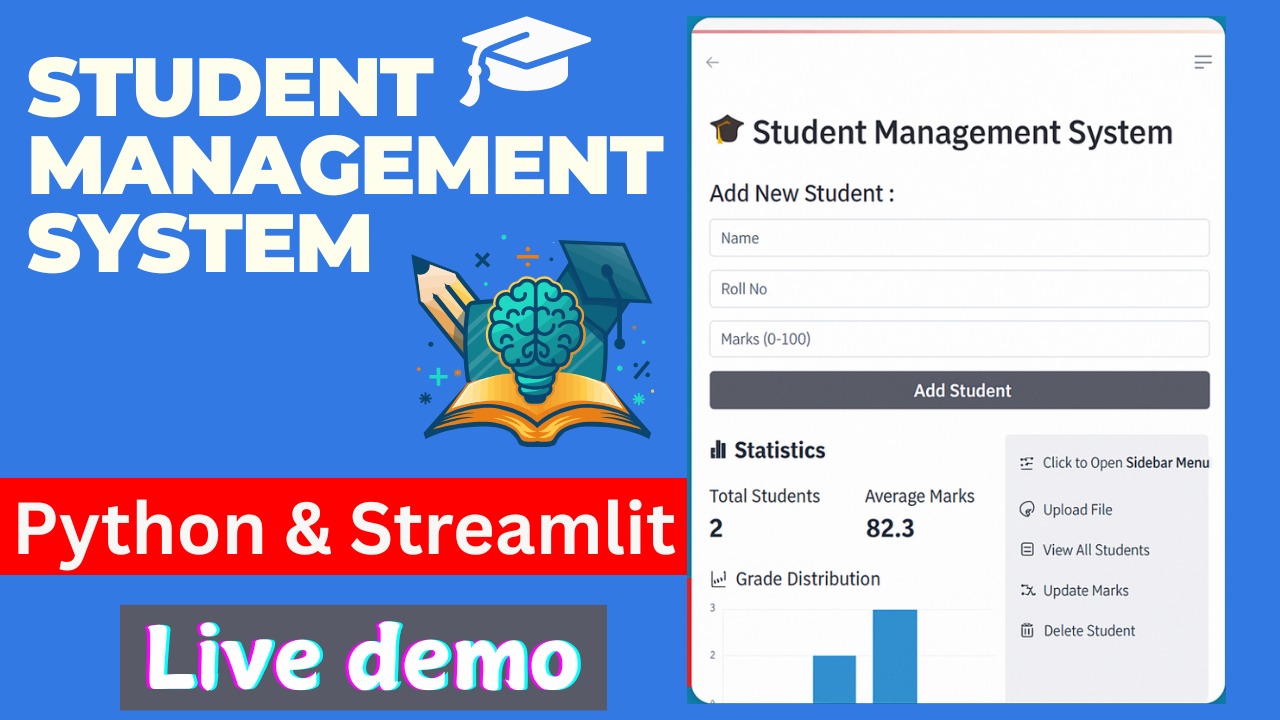 STUDENT
MANAGEMENT
SYSTEM
Python & Streamlit
Live demo
Student Management System
Add New Student :
Name
Roll No
Marks (0-100)
Add Student
Statistics
Total Students
Average Marks
2
82.3
Grade Distribution
3
2
Click to Open Sidebar Menu
Upload File
View All Students
Update Marks
Delete Student